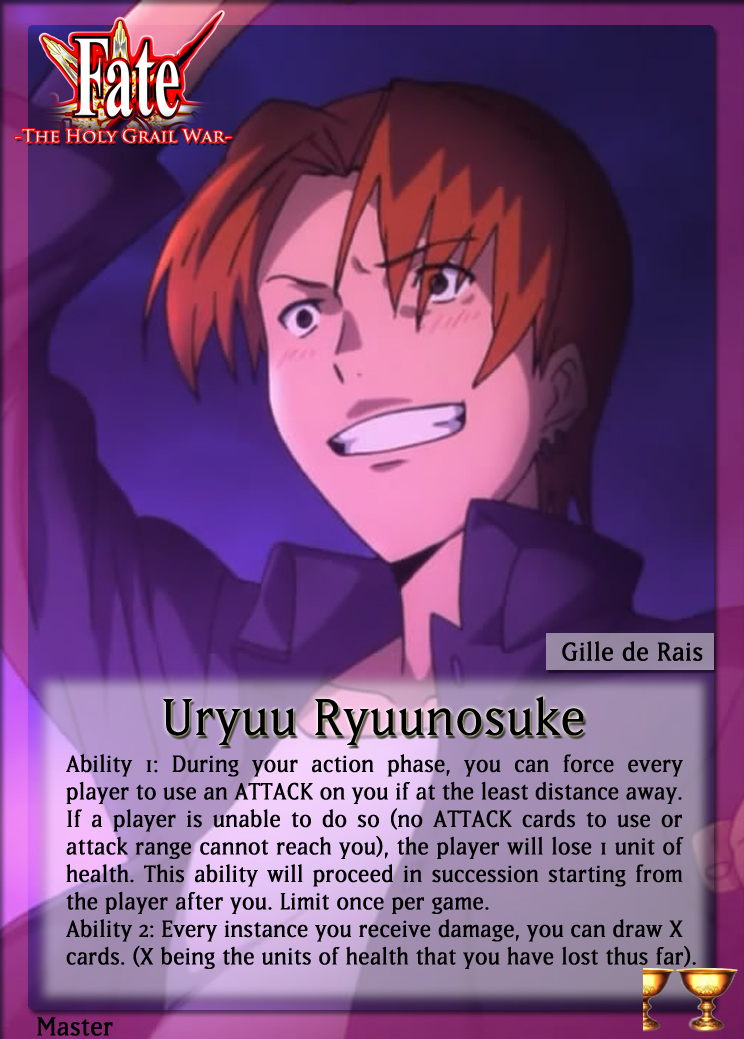 Fate
-THE HOLY GRAIL WAR-
Gille de Rais
Uryuu Ryuunosuke
Ability 1: During your action phase, you can force every
player to use an ATTACK on you if at the least distance away.
If a player is unable to do so (no ATTACK cards to use or
attack range cannot reach you), the player will lose 1 unit of
health. This ability will proceed in succession starting from
the player after you. Limit once per game.
Ability 2: Every instance you receive damage, you can draw X
cards. (X being the units of health that you have lost thus far).
Master